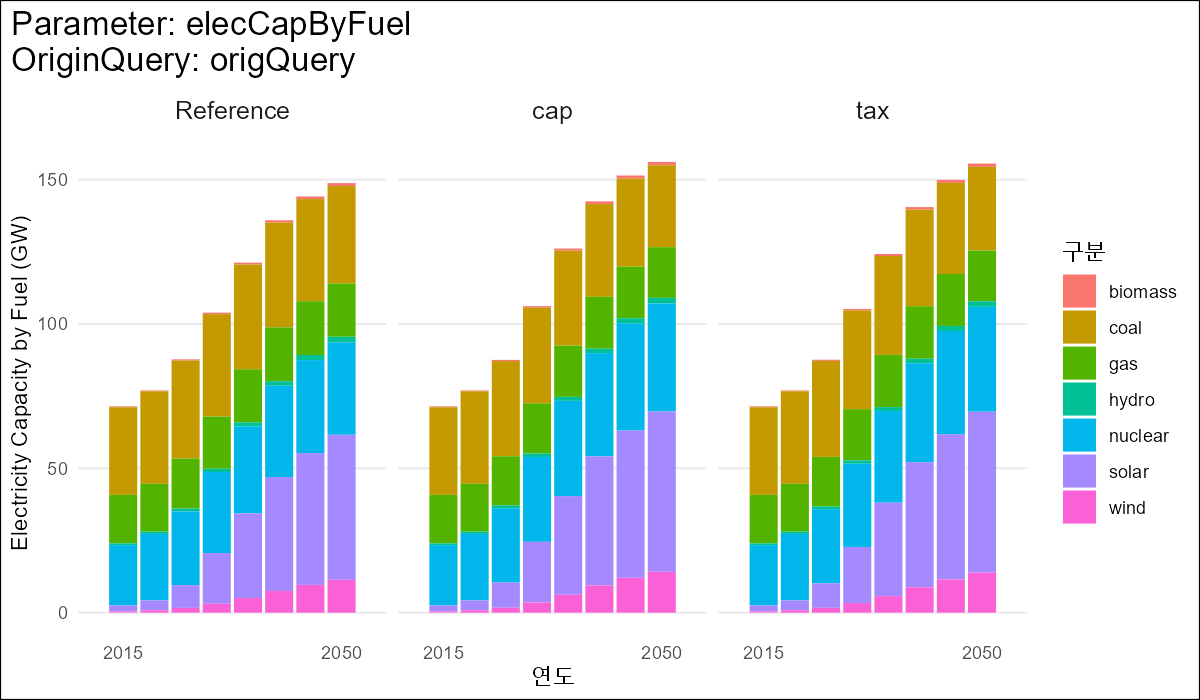 Parameter: elecCapByFuel
OriginQuery: origQuery
Reference
cap
tax
Electricity Capacity by Fuel (GW)
150
100
50
0
2015
2050
2015
2050
2015
2050
연도
구분
biomass
coal
gas
hydro
nuclear
solar
wind